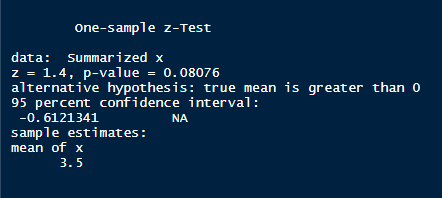 One-sample z-Test
data:  Summarized x
z = 1.4, p-value = 0.08076
alternative hypothesis: true mean is greater than 0
95 percent confidence interval:
 -0.6121341         NA
sample estimates:
mean of x
      3.5